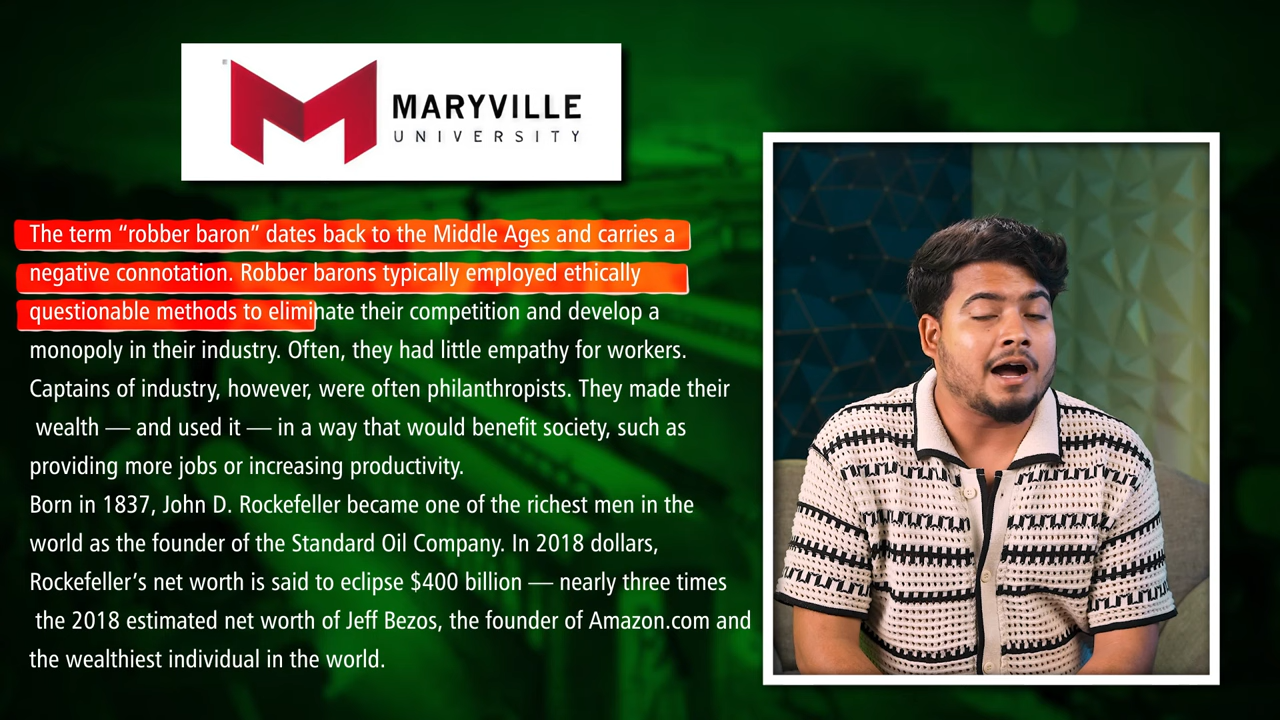 MARYVILLE
UNIVERSITY
The term “robber baron” dates back to the Middle Ages and carries a
negative connotation. Robber barons typically employed ethically
questionable methods to eliminate their competition and develop a
monopoly in their industry. Often, they had little empathy for workers.
Captains of industry, however, were often philanthropists. They made their
wealth — and used it — in a way that would benefit society, such as
providing more jobs or increasing productivity.
Born in 1837, John D. Rockefeller became one of the richest men in the
world as the founder of the Standard Oil Company. In 2018 dollars,
Rockefeller’s net worth is said to eclipse $400 billion — nearly three times
the 2018 estimated net worth of Jeff Bezos, the founder of Amazon.com and
the wealthiest individual in the world.